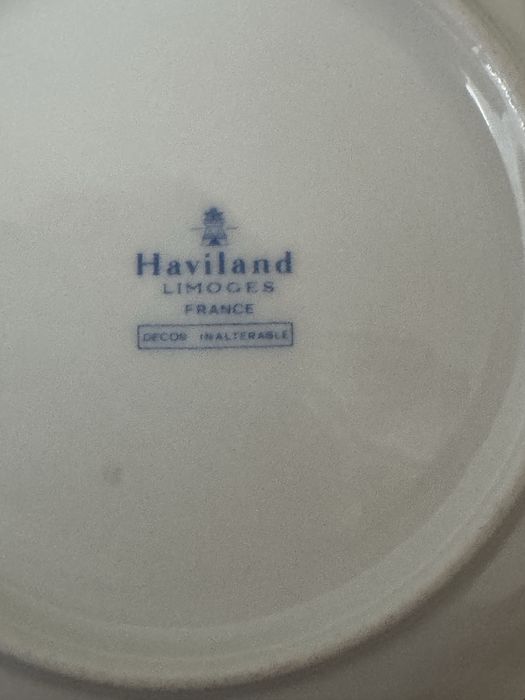 Haviland
LIMOGES
FRANCE
DECOR INALTERABLE